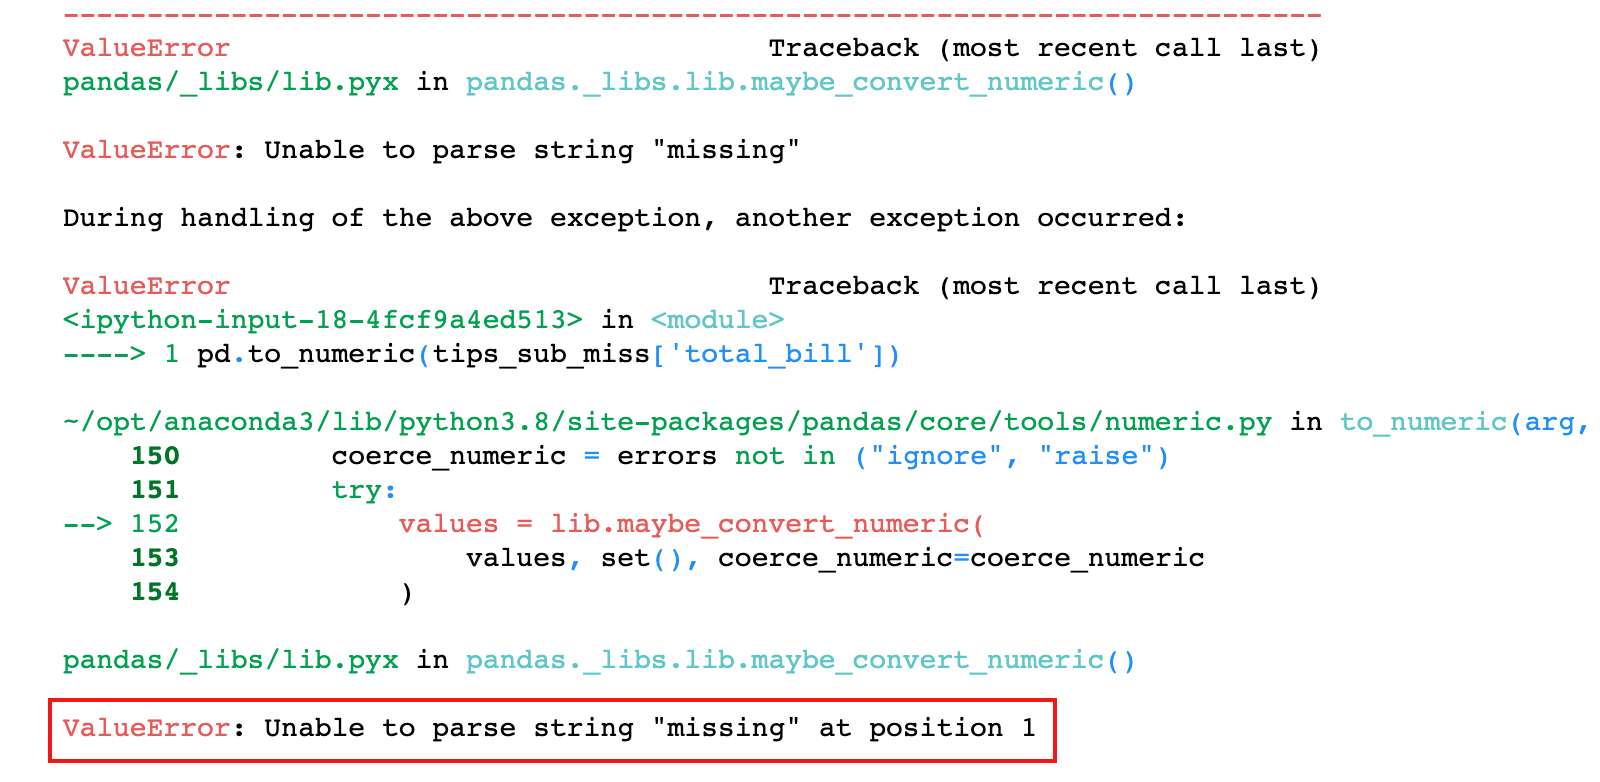 ---------------------------------------------------------------------------
ValueError                                Traceback (most recent call last)
pandas/_libs/lib.pyx in pandas._libs.lib.maybe_convert_numeric()
ValueError: Unable to parse string "missing"
During handling of the above exception, another exception occurred:
ValueError                                Traceback (most recent call last)
<ipython-input-18-4fcf9a4ed513> in <module>
----> 1 pd.to_numeric(tips_sub_miss['total_bill'])
~/opt/anaconda3/lib/python3.8/site-packages/pandas/core/tools/numeric.py in to_numeric(arg,
    150         coerce_numeric = errors not in ("ignore", "raise")
    151         try:
--> 152             values = lib.maybe_convert_numeric(
    153                 values, set(), coerce_numeric=coerce_numeric
    154             )
pandas/_libs/lib.pyx in pandas._libs.lib.maybe_convert_numeric()
ValueError: Unable to parse string "missing" at position 1